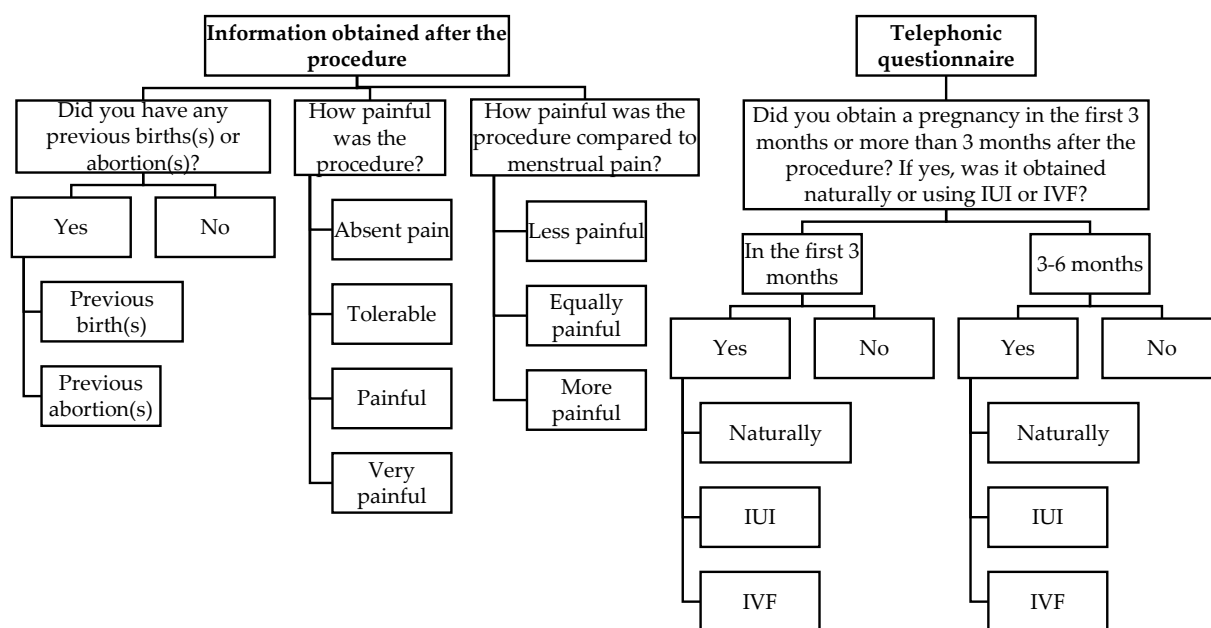 Information obtained after the
procedure
Did you have any
previous births(s) or
abortion(s)?
Yes
No
Previous
birth(s)
Previous
abortion(s)
How painful
was the
procedure?
Absent pain
Tolerable
Painful
Very
painful
How painful was the
procedure compared to
menstrual pain?
Less painful
Equally
painful
More
painful
Telephonic
questionnaire
Did you obtain a pregnancy in the first 3
months or more than 3 months after the
procedure? If yes, was it obtained
naturally or using IUI or IVF?
In the first 3
months
Yes
No
Naturally
IUI
IVF
3-6 months
Yes
No
Naturally
IUI
IVF